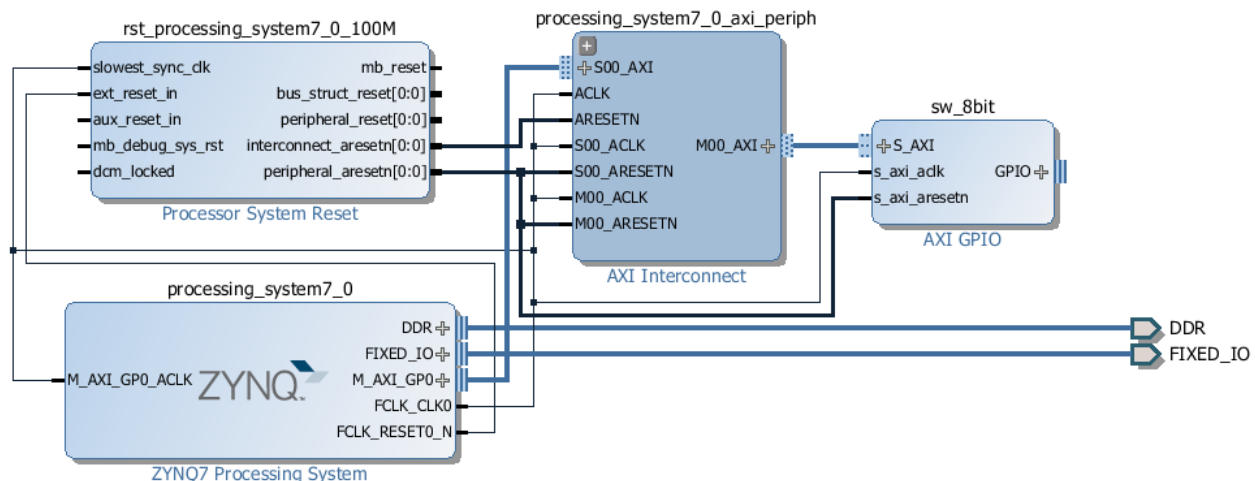 rst_processing_system7_0_100M
slowest_sync_clk
mb_reset
ext_reset_in
bus_struct_reset[0:0]
aux_reset_in
peripheral_reset[0:0]
mb_debug_sys_rst
interconnect_aresetn[0:0]
dcm_locked
peripheral_aresetn[0:0]
Processor System Reset
processing_system7_0_axi_periph
S00_AXI
ACLK
ARESETN
S00_ACLK
M00_AXI
S00_ARESETN
M00_ACLK
M00_ARESETN
AXI Interconnect
sw_8bit
S_AXI
s_axi_aclk
GPIO
s_axi_aresetn
AXI GPIO
processing_system7_0
DDR
FIXED_IO
M_AXI_GP0_ACLK
ZYNQ
M_AXI_GP0
FCLK_CLK0
FCLK_RESET0_N
ZYNQ7 Processing System
DDR
FIXED_IO